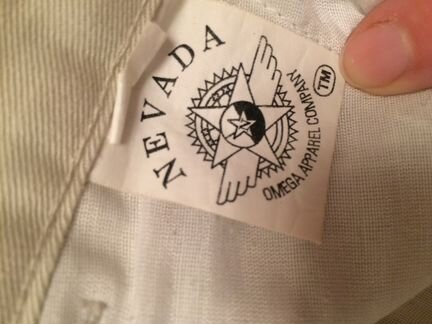 NEVADA
OMEGA APPAREL COMPANY
TM